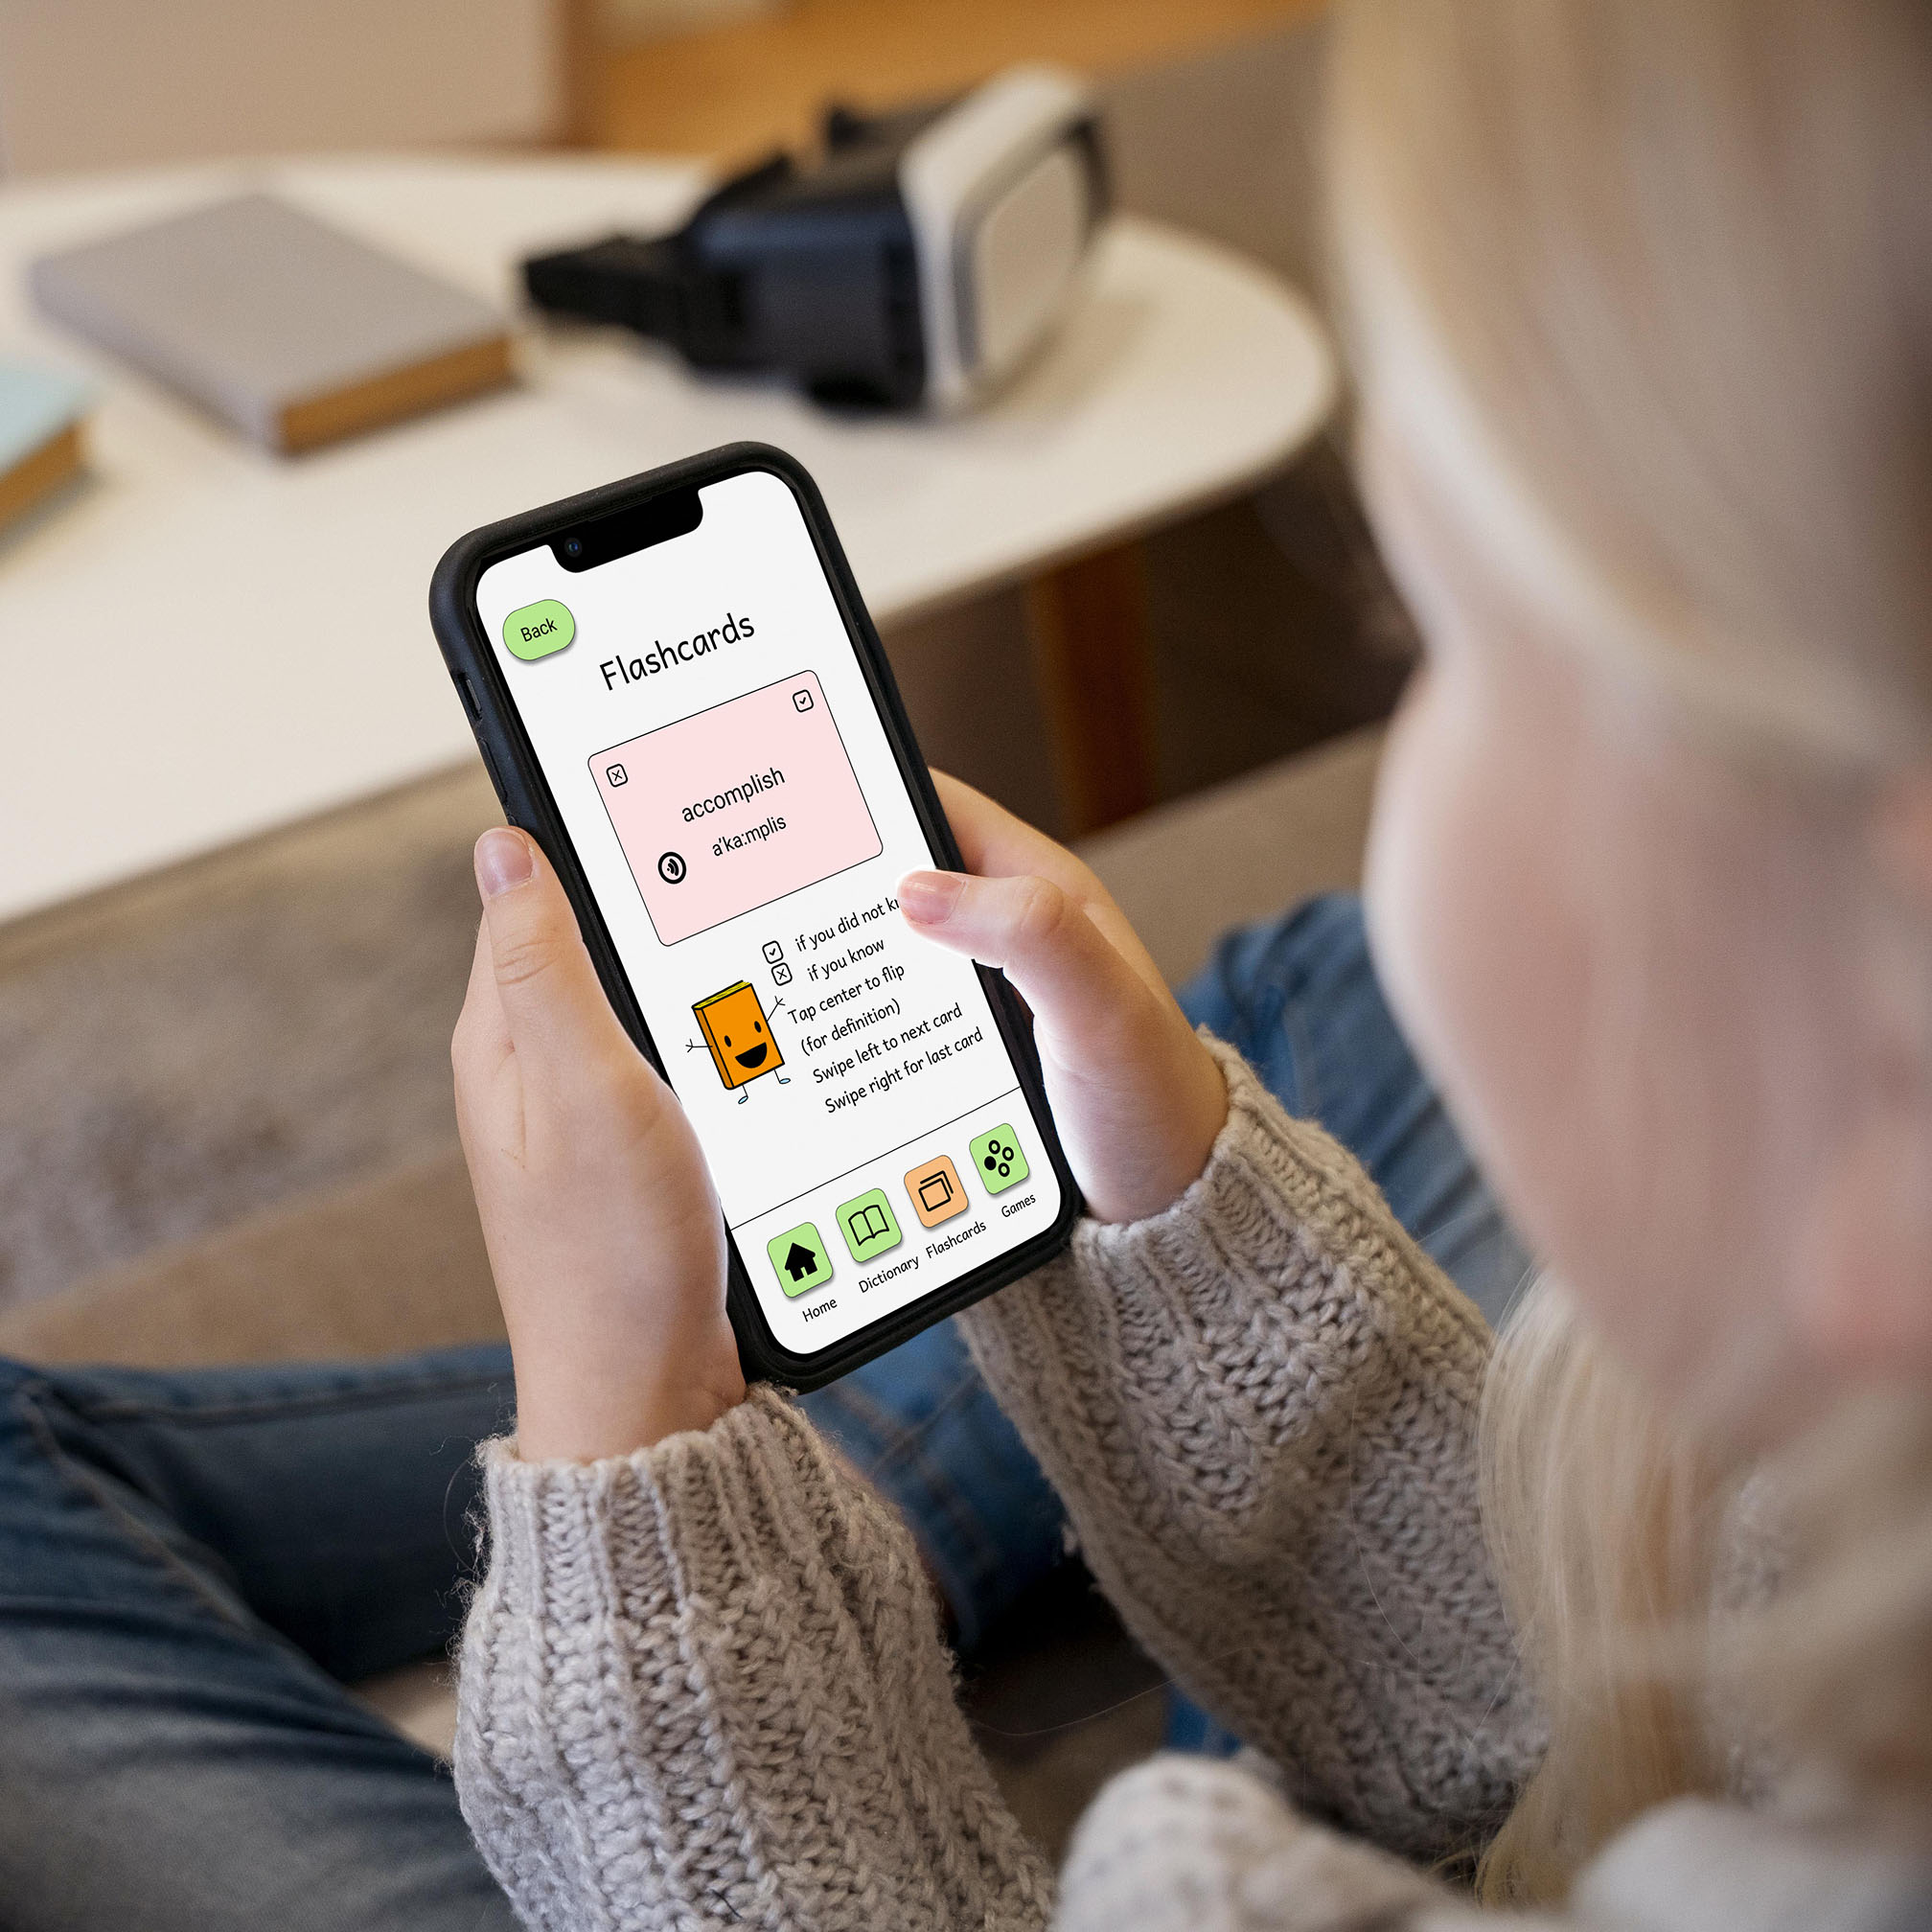 Back
Flashcards
accomplish
a'ka:mplis
if you did not
if you know
Tap center to flip
(for definition)
Swipe left to next card
Swipe right for last card
Home
Dictionary
Flashcards
Games